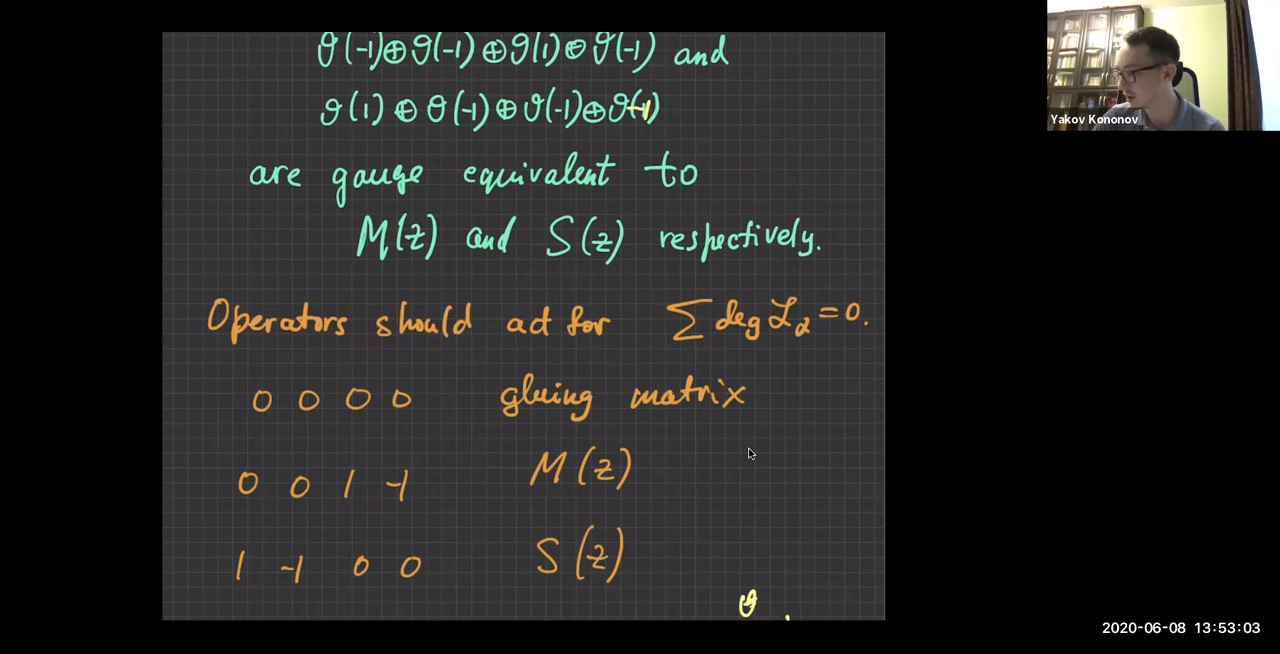 𝒪(-1)⊕𝒪(-1)⊕𝒪(1)⊕𝒪(-1) and
𝒪(1)⊕𝒪(-1)⊕𝒪(-1)⊕𝒪(-1)
are gauge equivalent to
M(z) and S(z) respectively.
Operators should act for ∑ deg ℒ_α = 0.
0 0 0 0 gluing matrix
0 0 1 -1 M(z)
1 -1 0 0 S(z)
𝒪
Yakov Kononov
2020-06-08 13:53:03